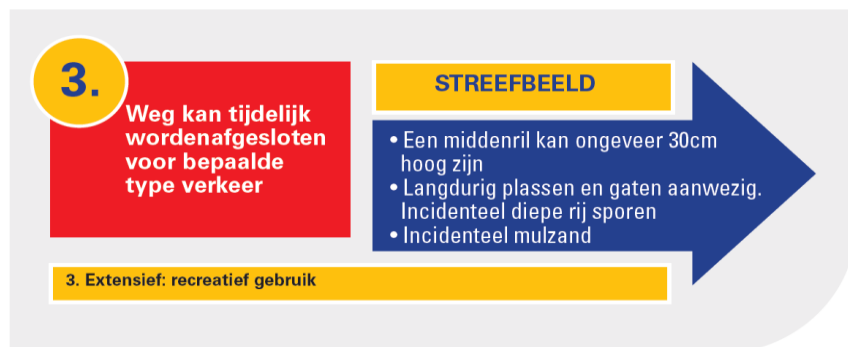 3.
Weg kan tijdelijk
wordenafgesloten
voor bepaalde
type verkeer
STREEFBEELD
• Een middenril kan ongeveer 30cm
hoog zijn
• Langdurig plassen en gaten aanwezig.
Incidenteel diepe rij sporen
• Incidenteel mulzand
3. Extensief: recreatief gebruik